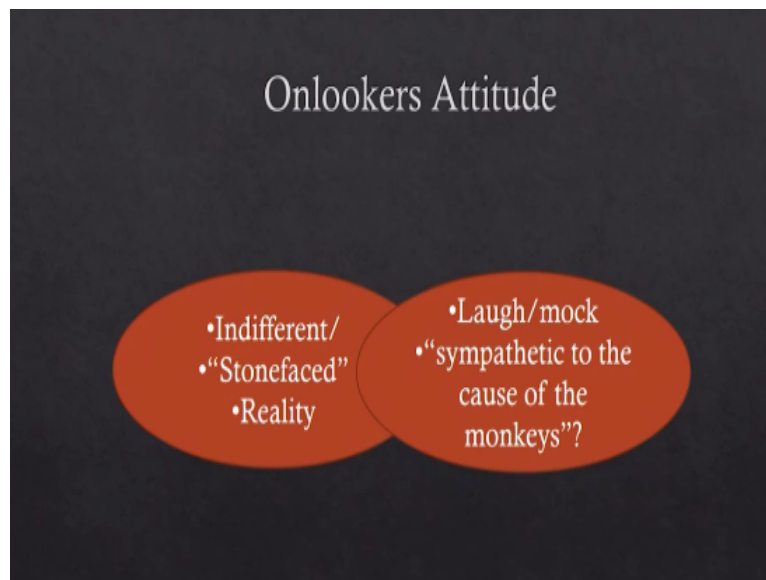 Onlookers Attitude
•Indifferent/
•“Stonefaced”
•Reality
•Laugh/mock
•“sympathetic to the
cause of the
monkeys”?